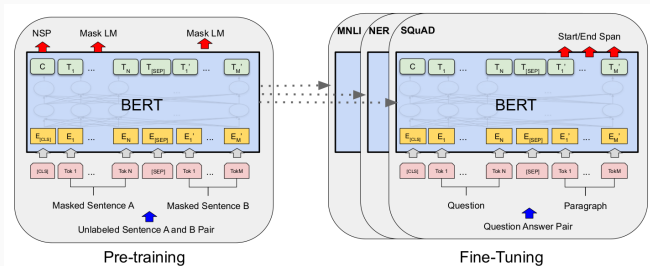 NSP Mask LM Mask LM
C T1 ... TN T[SEP] T1' ... TM'
BERT
E[CLS] E1 ... EN E[SEP] E1' ... EM'
[CLS] Tok 1 ... Tok N [SEP] Tok 1 ... TokM
Masked Sentence A Masked Sentence B
Unlabeled Sentence A and B Pair
Pre-training
MNLI NER SQuAD
Start/End Span
C T1 ... TN T[SEP] T1' ... TM'
BERT
E[CLS] E1 ... EN E[SEP] E1' ... EM'
[CLS] Tok 1 ... Tok N [SEP] Tok 1 ... TokM
Question Paragraph
Question Answer Pair
Fine-Tuning